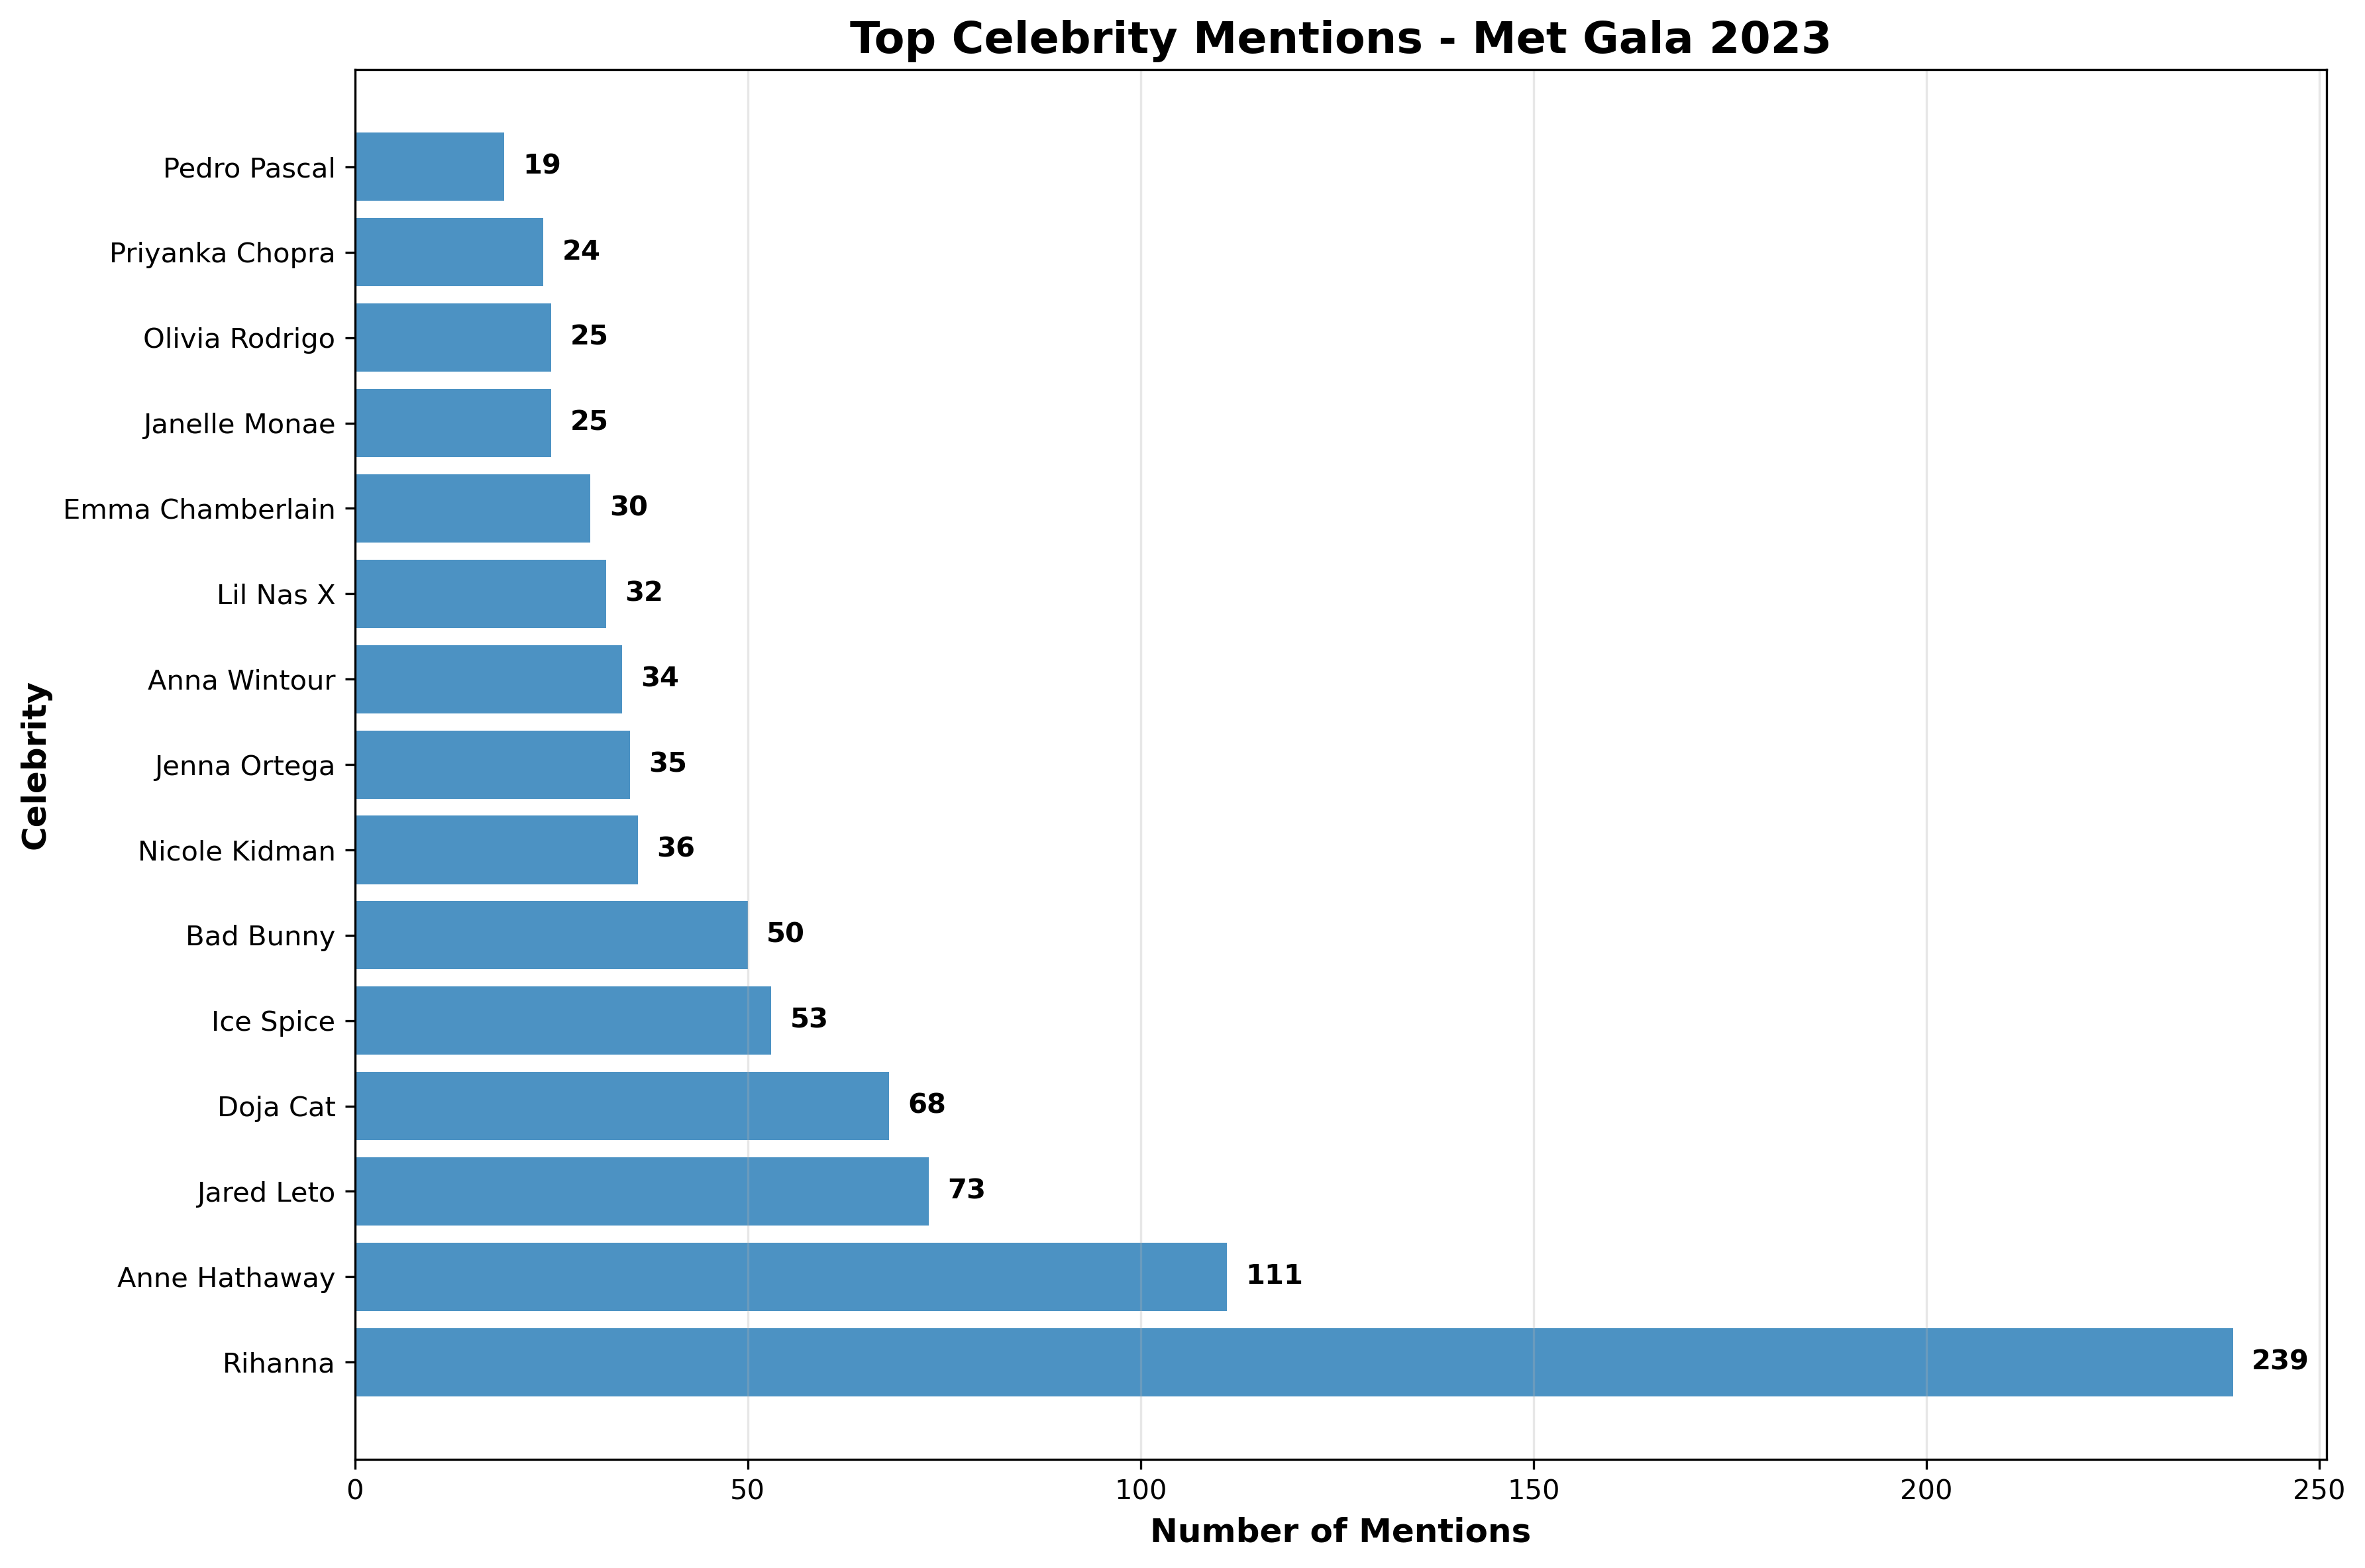 Top Celebrity Mentions - Met Gala 2023
Celebrity
Pedro Pascal 19
Priyanka Chopra 24
Olivia Rodrigo 25
Janelle Monae 25
Emma Chamberlain 30
Lil Nas X 32
Anna Wintour 34
Jenna Ortega 35
Nicole Kidman 36
Bad Bunny 50
Ice Spice 53
Doja Cat 68
Jared Leto 73
Anne Hathaway 111
Rihanna 239
0 50 100 150 200 250
Number of Mentions